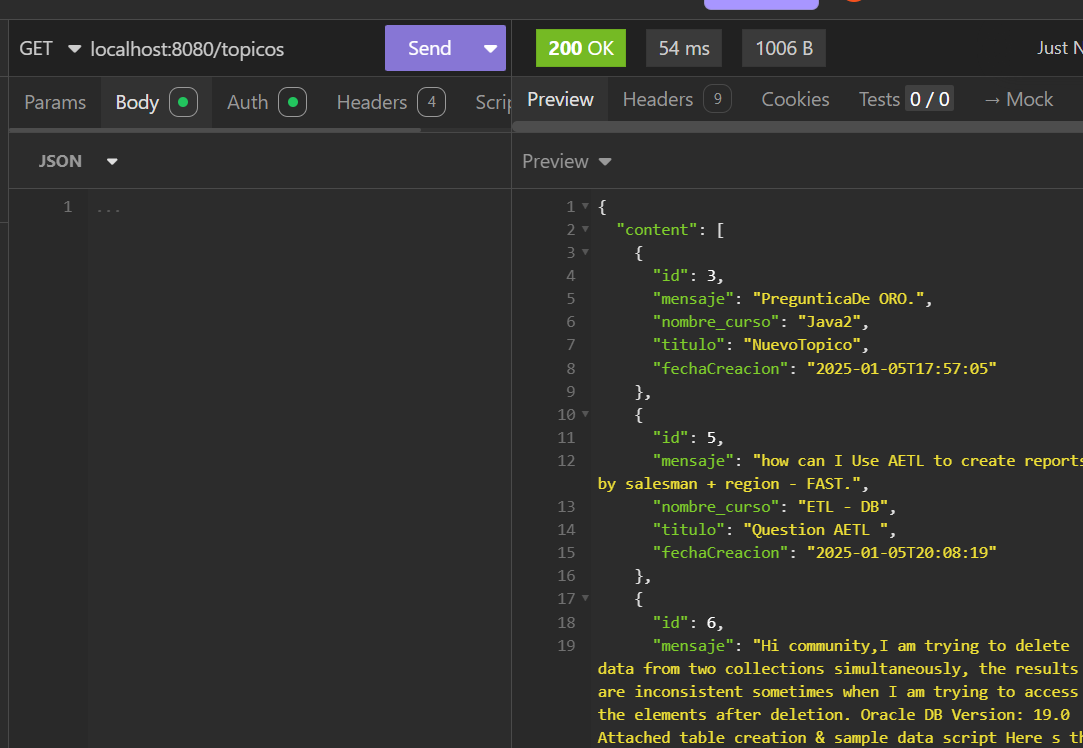 GET localhost:8080/topicos Send
200 OK 54 ms 1006 B Just N
Params Body Auth Headers 4 Scrip
Preview Headers 9 Cookies Tests 0 / 0 → Mock
JSON
Preview
1 ...
1 {
2 "content": [
3 {
4 "id": 3,
5 "mensaje": "PregunticaDe ORO.",
6 "nombre_curso": "Java2",
7 "titulo": "NuevoTopico",
8 "fechaCreacion": "2025-01-05T17:57:05"
9 },
10 {
11 "id": 5,
12 "mensaje": "how can I Use AETL to create reports
by salesman + region - FAST.",
13 "nombre_curso": "ETL - DB",
14 "titulo": "Question AETL ",
15 "fechaCreacion": "2025-01-05T20:08:19"
16 },
17 {
18 "id": 6,
19 "mensaje": "Hi community,I am trying to delete
data from two collections simultaneously, the results
are inconsistent sometimes when I am trying to access
the elements after deletion. Oracle DB Version: 19.0
Attached table creation & sample data script Here s th